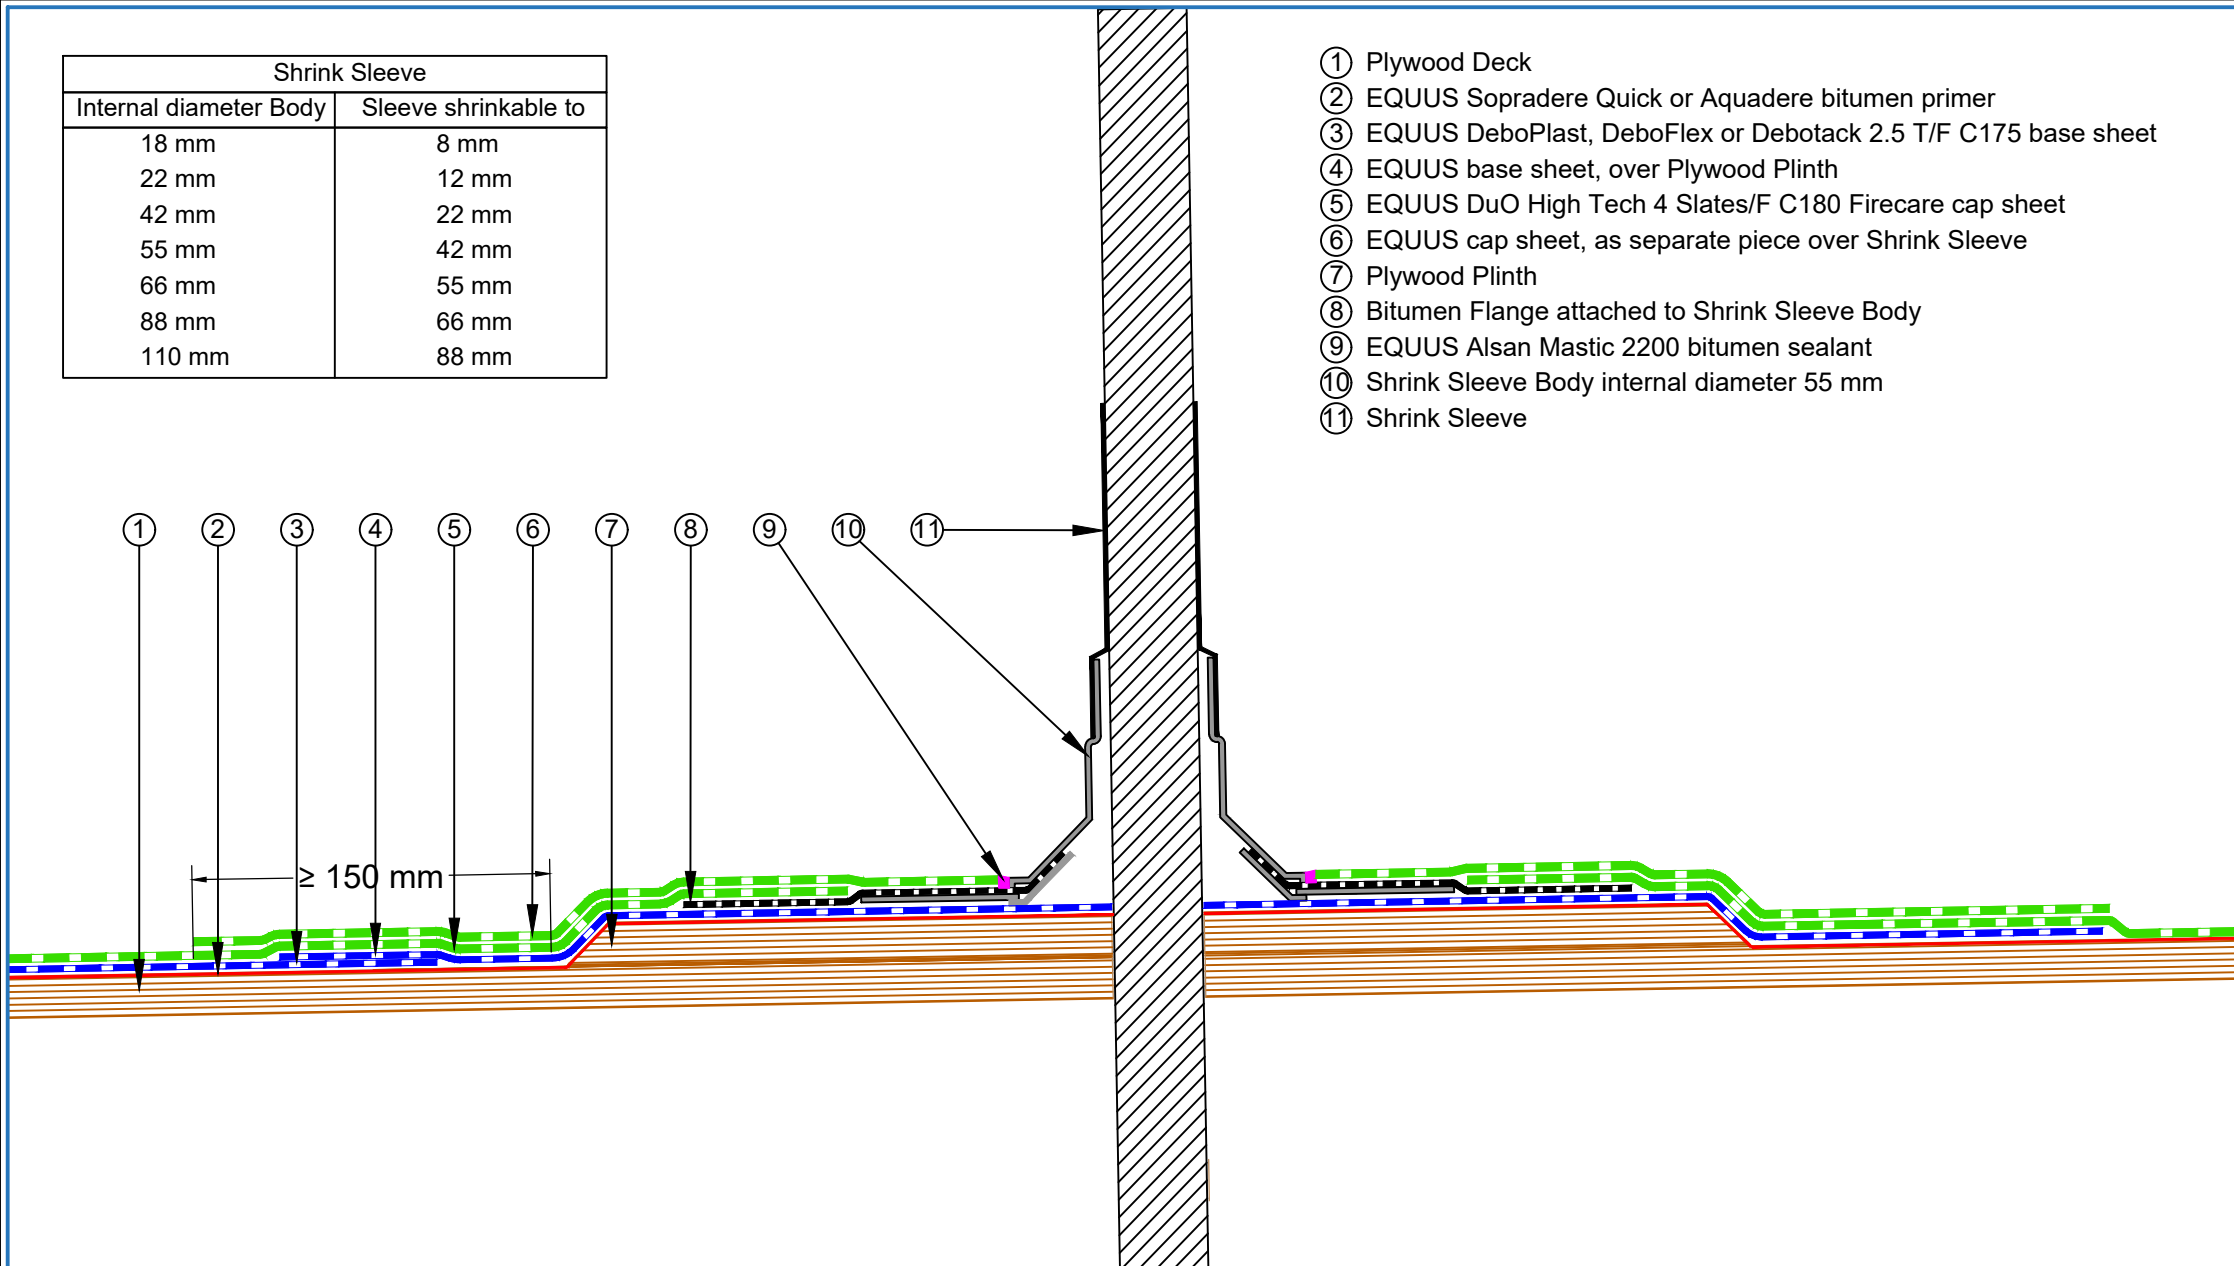 Shrink Sleeve
Internal diameter Body Sleeve shrinkable to
18 mm 8 mm
22 mm 12 mm
42 mm 22 mm
55 mm 42 mm
66 mm 55 mm
88 mm 66 mm
110 mm 88 mm
1 Plywood Deck
2 EQUUS Sopradere Quick or Aquadere bitumen primer
3 EQUUS DeboPlast, DeboFlex or Debotack 2.5 T/F C175 base sheet
4 EQUUS base sheet, over Plywood Plinth
5 EQUUS DuO High Tech 4 Slates/F C180 Firecare cap sheet
6 EQUUS cap sheet, as separate piece over Shrink Sleeve
7 Plywood Plinth
8 Bitumen Flange attached to Shrink Sleeve Body
9 EQUUS Alsan Mastic 2200 bitumen sealant
10 Shrink Sleeve Body internal diameter 55 mm
11 Shrink Sleeve
1 2 3 4 5 6 7 8 9 10 11
≥ 150 mm